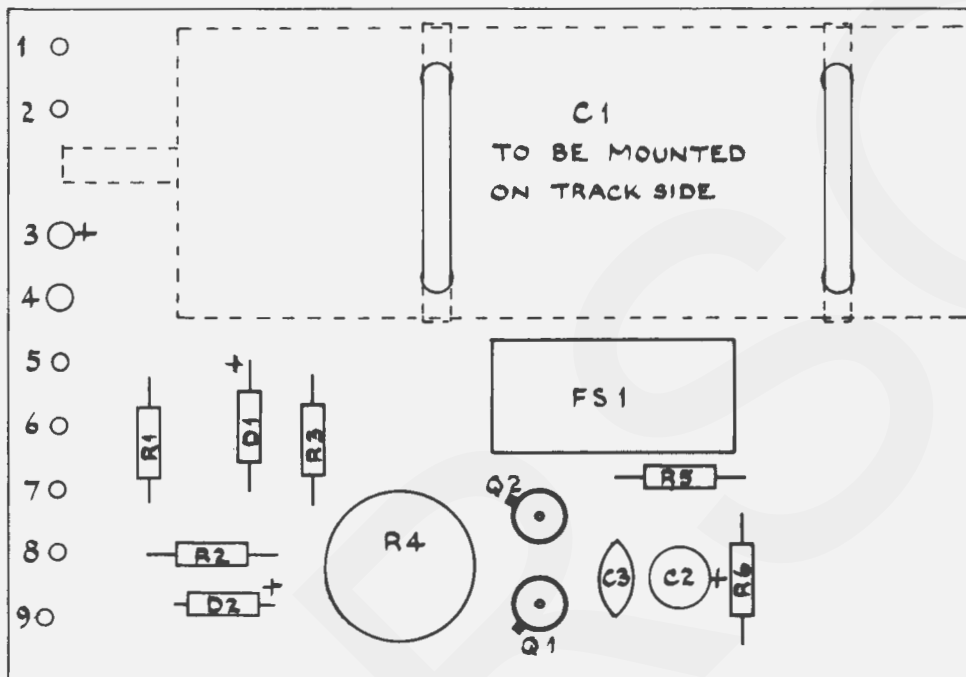 1
2
C1
TO BE MOUNTED
ON TRACK SIDE
3 +
4
5
+
FS1
6
R1
D1
R3
7
Q2
R5
8
R2
R4
C3
C2
+
R6
+
D2
9
Q1